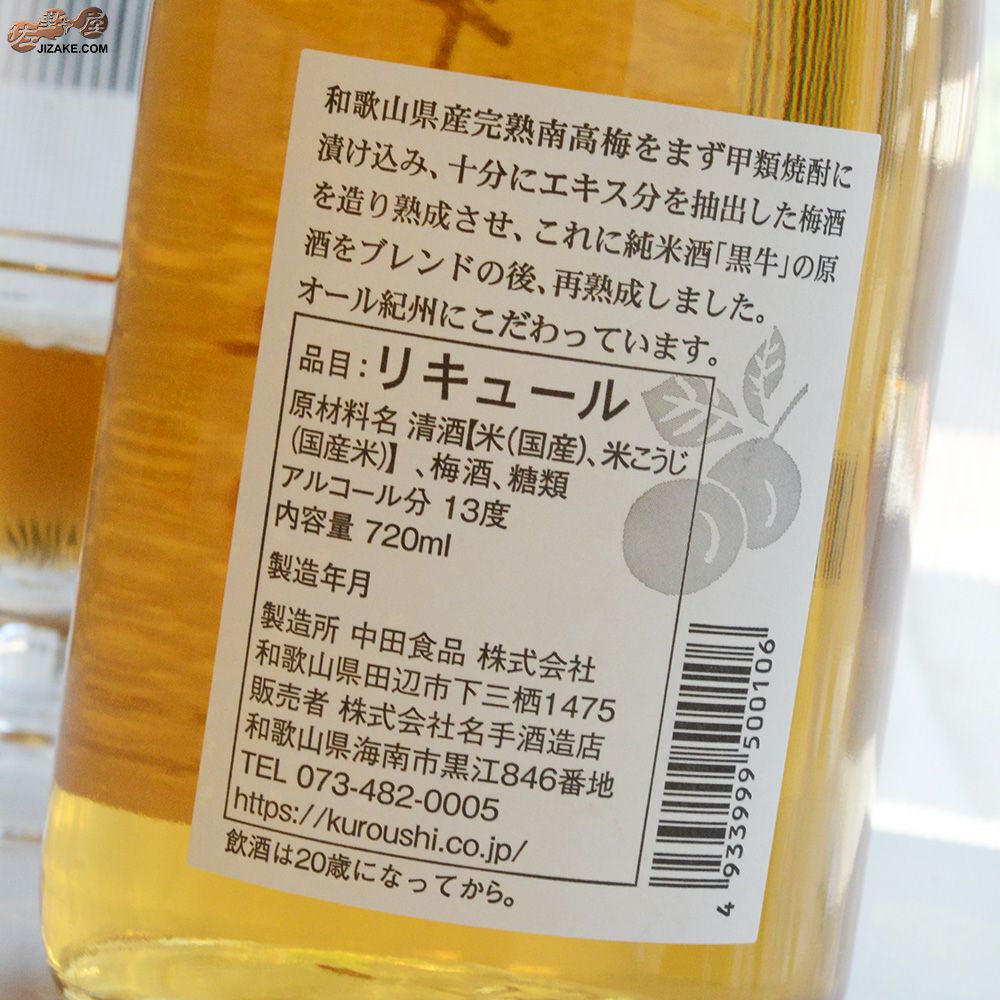 佐野屋
JIZAKE.COM
和歌山県産完熟南高梅をまず甲類焼酎に
漬け込み、十分にエキス分を抽出した梅酒
を造り熟成させ、これに純米酒「黒牛」の原
酒をブレンドの後、再熟成しました。
オール紀州にこだわっています。
品目：リキュール
原材料名 清酒【米(国産)、米こうじ
(国産米)】、梅酒、糖類
アルコール分 13度
内容量 720ml
製造年月
製造所 中田食品 株式会社
和歌山県田辺市下三栖1475
販売者 株式会社名手酒造店
和歌山県海南市黒江846番地
TEL 073-482-0005
https://kuroushi.co.jp/
飲酒は20歳になってから。
4 933999 500106